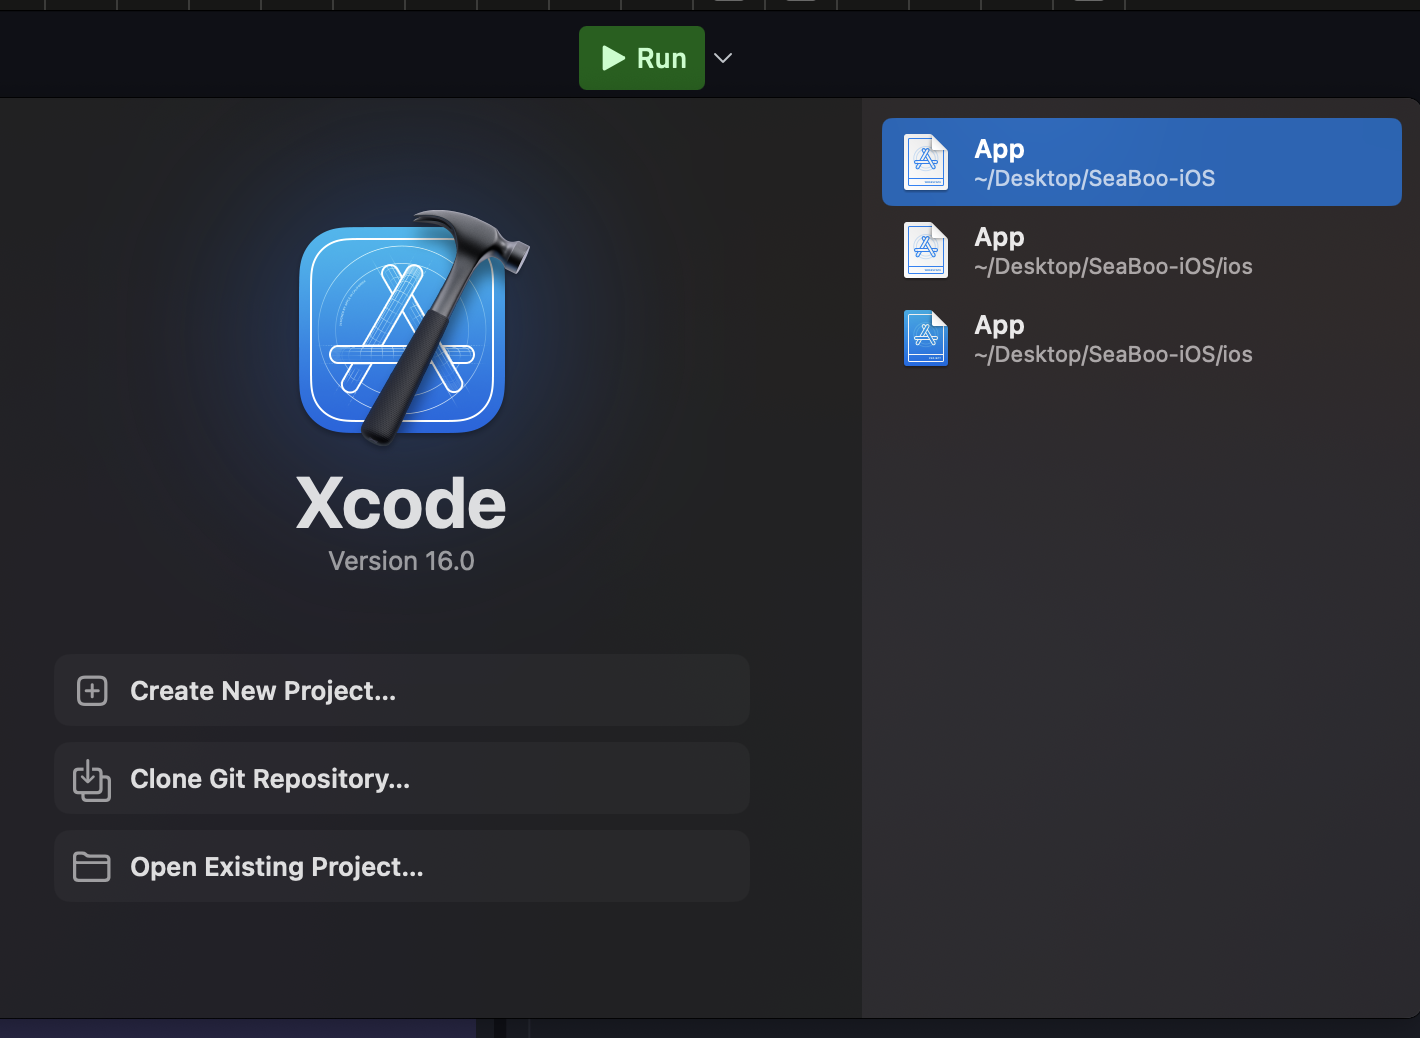 Run
Xcode
Version 16.0
Create New Project...
Clone Git Repository...
Open Existing Project...
App
~/Desktop/SeaBoo-iOS
App
~/Desktop/SeaBoo-iOS/ios
App
~/Desktop/SeaBoo-iOS/ios